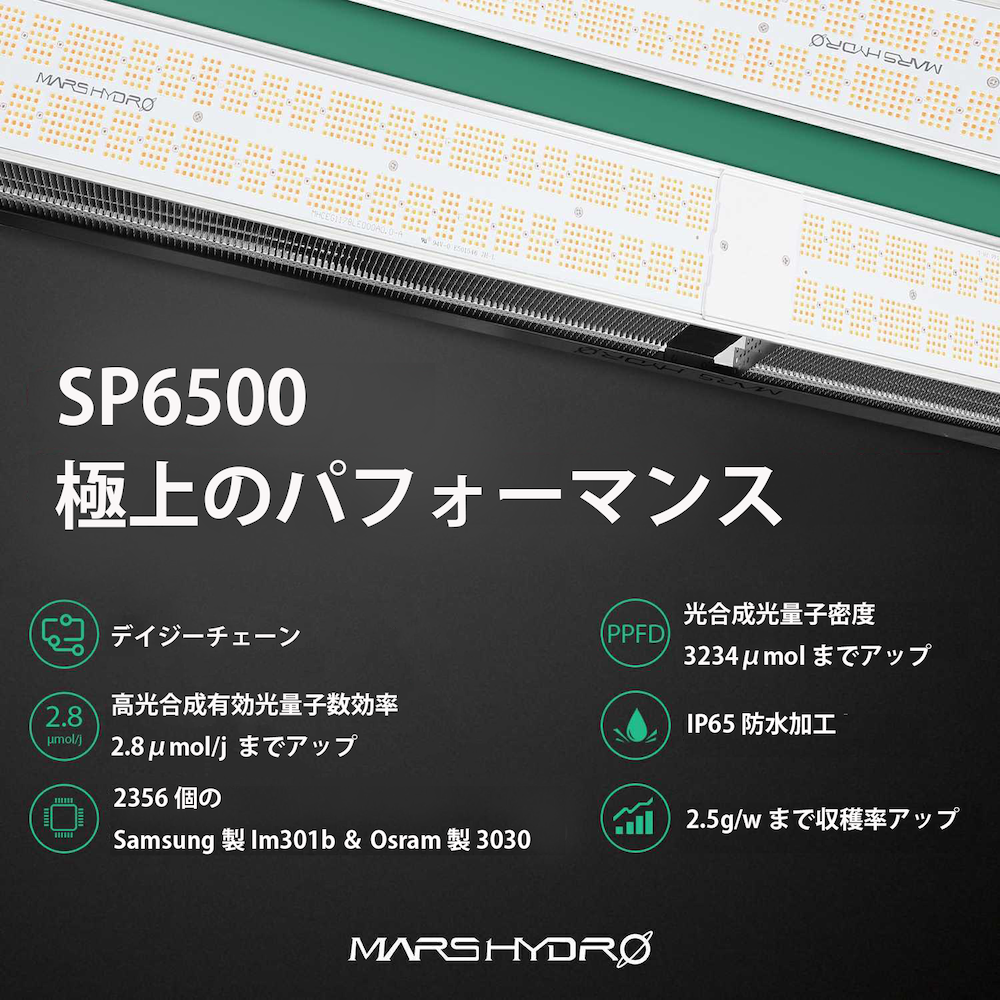 MARS HYDRO
MARS HYDRO
MARS HYDRO
SP6500
極上のパフォーマンス
デイジーチェーン
2.8
μmol/j
高光合成有効光量子数効率
2.8μmol/j までアップ
2356 個の
Samsung 製 lm301b & Osram 製 3030
PPFD
光合成光量子密度
3234μmol までアップ
IP65 防水加工
2.5g/w まで収穫率アップ
MARS HYDRO